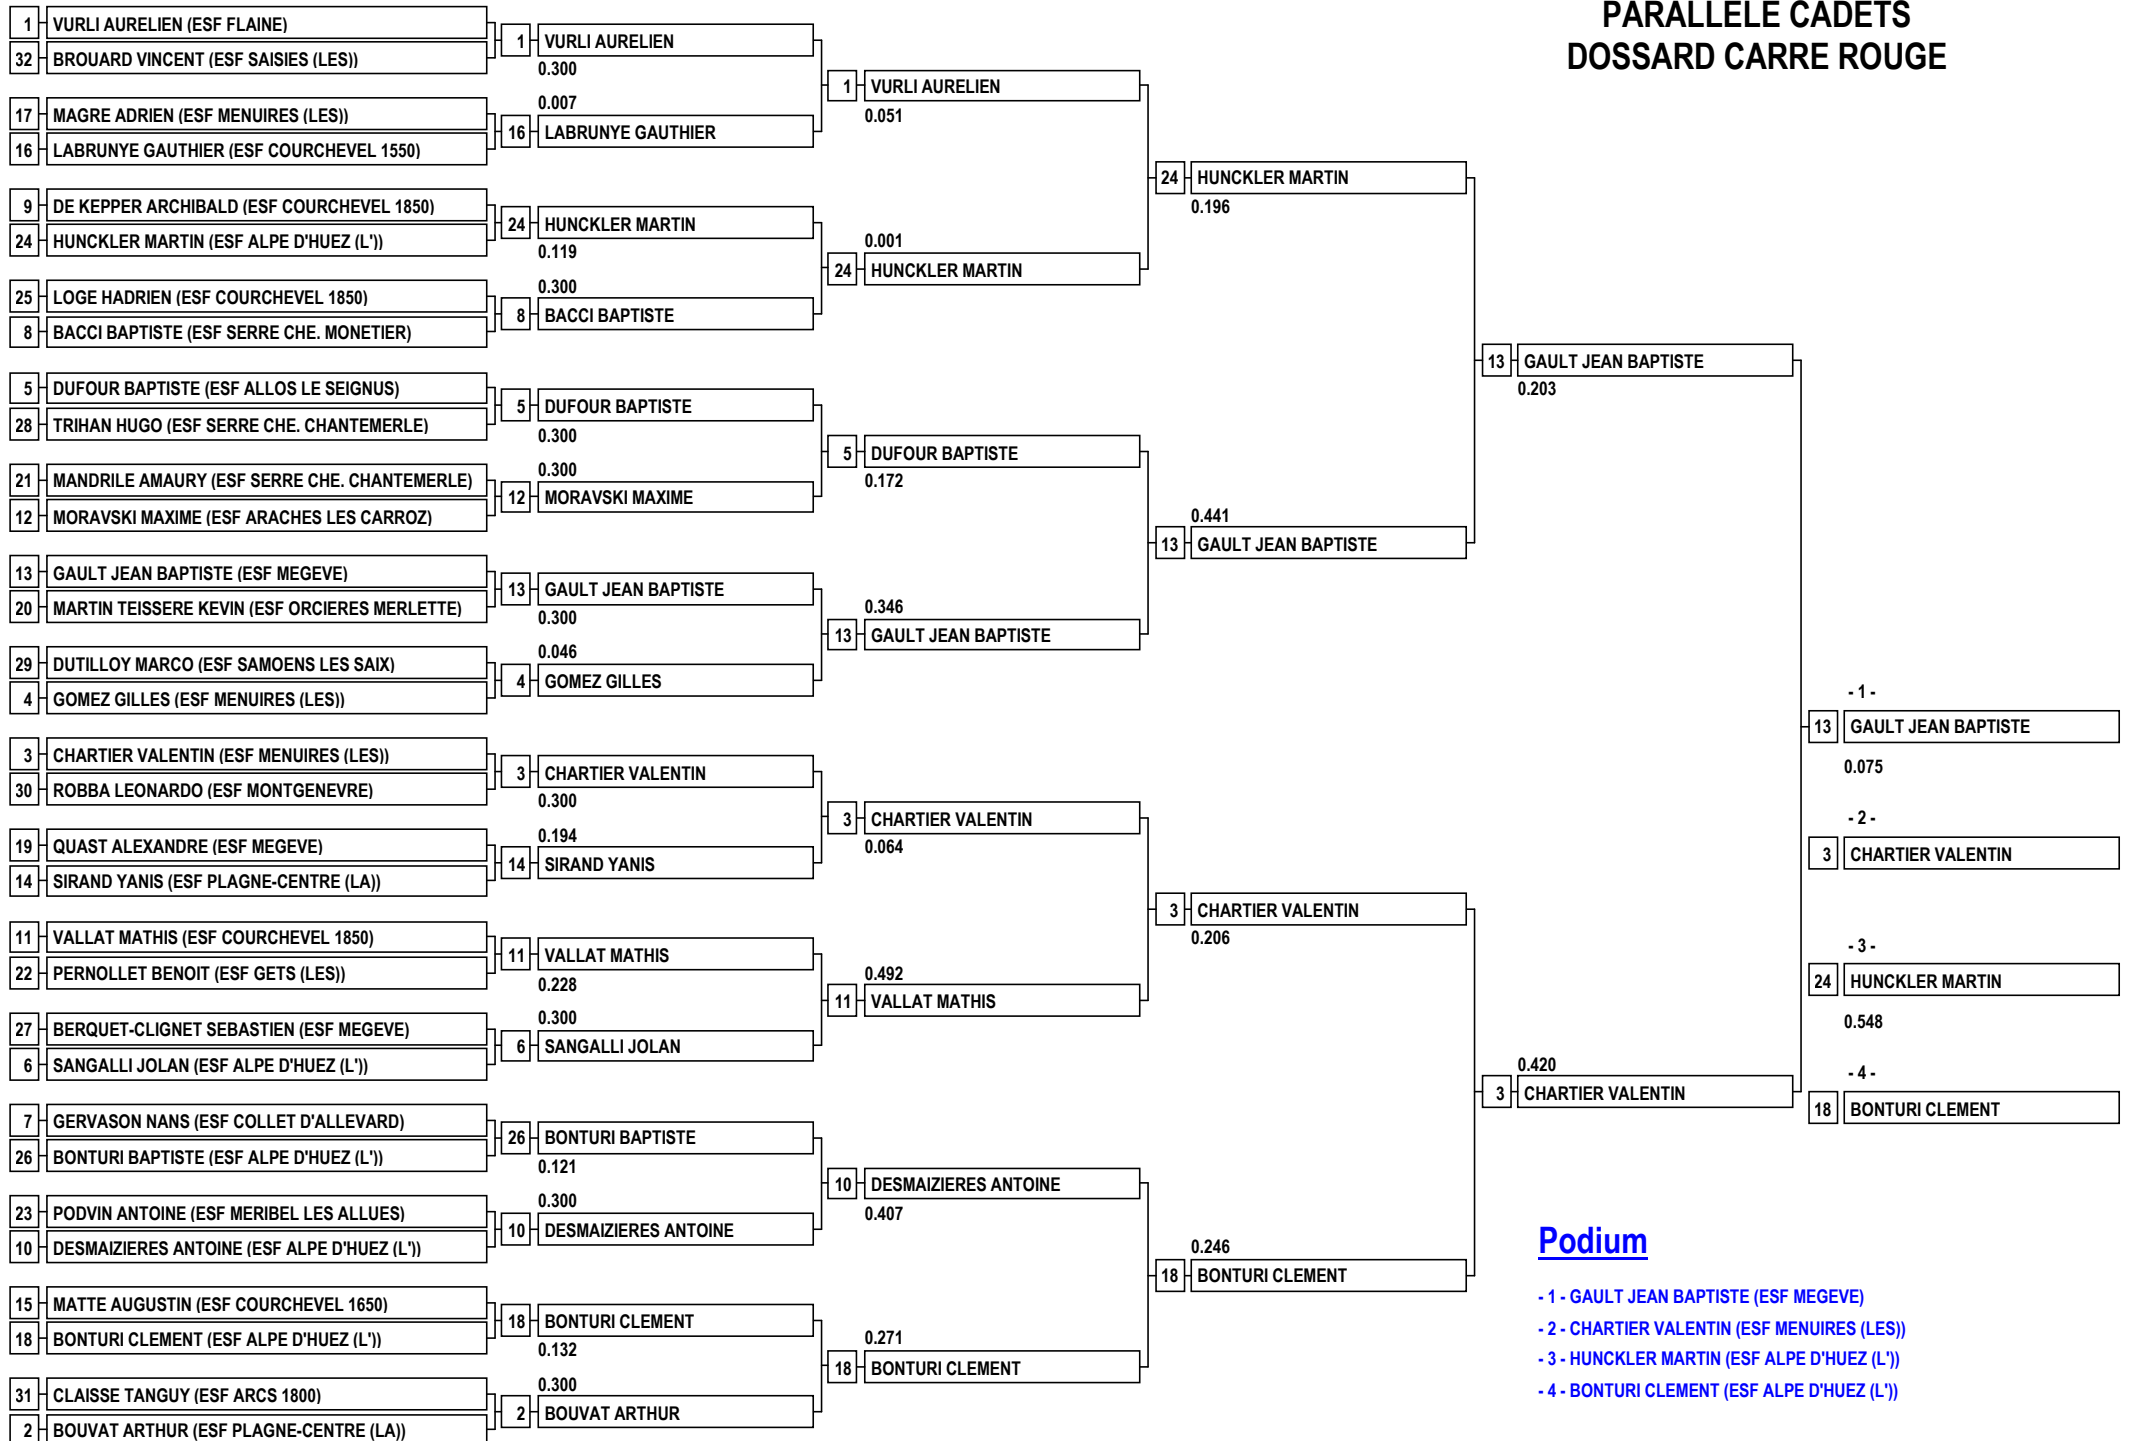 PARALLELE CADETS
DOSSARD CARRE ROUGE
1 VURLI AURELIEN (ESF FLAINE)
32 BROUARD VINCENT (ESF SAISIES (LES))
17 MAGRE ADRIEN (ESF MENUIRES (LES))
16 LABRUNYE GAUTHIER (ESF COURCHEVEL 1550)
9 DE KEPPER ARCHIBALD (ESF COURCHEVEL 1850)
24 HUNCKLER MARTIN (ESF ALPE D'HUEZ (L'))
25 LOGE HADRIEN (ESF COURCHEVEL 1850)
8 BACCI BAPTISTE (ESF SERRE CHE. MONETIER)
5 DUFOUR BAPTISTE (ESF ALLOS LE SEIGNUS)
28 TRIHAN HUGO (ESF SERRE CHE. CHANTEMERLE)
21 MANDRILE AMAURY (ESF SERRE CHE. CHANTEMERLE)
12 MORAVSKI MAXIME (ESF ARACHES LES CARROZ)
13 GAULT JEAN BAPTISTE (ESF MEGEVE)
20 MARTIN TEISSERE KEVIN (ESF ORCIERES MERLETTE)
29 DUTILLOY MARCO (ESF SAMOENS LES SAIX)
4 GOMEZ GILLES (ESF MENUIRES (LES))
3 CHARTIER VALENTIN (ESF MENUIRES (LES))
30 ROBBA LEONARDO (ESF MONTGENEVRE)
19 QUAST ALEXANDRE (ESF MEGEVE)
14 SIRAND YANIS (ESF PLAGNE-CENTRE (LA))
11 VALLAT MATHIS (ESF COURCHEVEL 1850)
22 PERNOLLET BENOIT (ESF GETS (LES))
27 BERQUET-CLIGNET SEBASTIEN (ESF MEGEVE)
6 SANGALLI JOLAN (ESF ALPE D'HUEZ (L'))
7 GERVASON NANS (ESF COLLET D'ALLEVARD)
26 BONTURI BAPTISTE (ESF ALPE D'HUEZ (L'))
23 PODVIN ANTOINE (ESF MERIBEL LES ALLUES)
10 DESMAIZIERES ANTOINE (ESF ALPE D'HUEZ (L'))
15 MATTE AUGUSTIN (ESF COURCHEVEL 1650)
18 BONTURI CLEMENT (ESF ALPE D'HUEZ (L'))
31 CLAISSE TANGUY (ESF ARCS 1800)
2 BOUVAT ARTHUR (ESF PLAGNE-CENTRE (LA))
1 VURLI AURELIEN
0.300
0.007
16 LABRUNYE GAUTHIER
24 HUNCKLER MARTIN
0.119
0.300
8 BACCI BAPTISTE
5 DUFOUR BAPTISTE
0.300
0.300
12 MORAVSKI MAXIME
13 GAULT JEAN BAPTISTE
0.300
0.046
4 GOMEZ GILLES
3 CHARTIER VALENTIN
0.300
0.194
14 SIRAND YANIS
11 VALLAT MATHIS
0.228
0.300
6 SANGALLI JOLAN
26 BONTURI BAPTISTE
0.121
0.300
10 DESMAIZIERES ANTOINE
18 BONTURI CLEMENT
0.132
0.300
2 BOUVAT ARTHUR
1 VURLI AURELIEN
0.051
0.001
24 HUNCKLER MARTIN
5 DUFOUR BAPTISTE
0.172
0.346
13 GAULT JEAN BAPTISTE
3 CHARTIER VALENTIN
0.064
0.492
11 VALLAT MATHIS
10 DESMAIZIERES ANTOINE
0.407
0.271
18 BONTURI CLEMENT
24 HUNCKLER MARTIN
0.196
0.441
13 GAULT JEAN BAPTISTE
3 CHARTIER VALENTIN
0.206
0.246
18 BONTURI CLEMENT
13 GAULT JEAN BAPTISTE
0.203
0.420
3 CHARTIER VALENTIN
- 1 -
13 GAULT JEAN BAPTISTE
0.075
- 2 -
3 CHARTIER VALENTIN
- 3 -
24 HUNCKLER MARTIN
0.548
- 4 -
18 BONTURI CLEMENT
Podium
- 1 - GAULT JEAN BAPTISTE (ESF MEGEVE)
- 2 - CHARTIER VALENTIN (ESF MENUIRES (LES))
- 3 - HUNCKLER MARTIN (ESF ALPE D'HUEZ (L'))
- 4 - BONTURI CLEMENT (ESF ALPE D'HUEZ (L'))